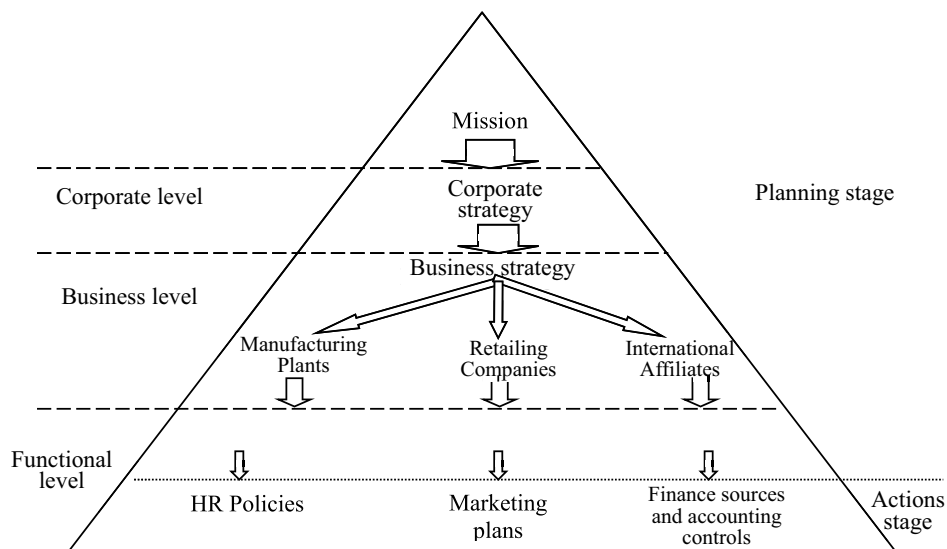 Mission
Corporate level
Corporate
strategy
Planning stage
Business strategy
Business level
Manufacturing
Plants
Retailing
Companies
International
Affiliates
Functional
level
HR Policies
Marketing
plans
Finance sources
and accounting
controls
Actions
stage